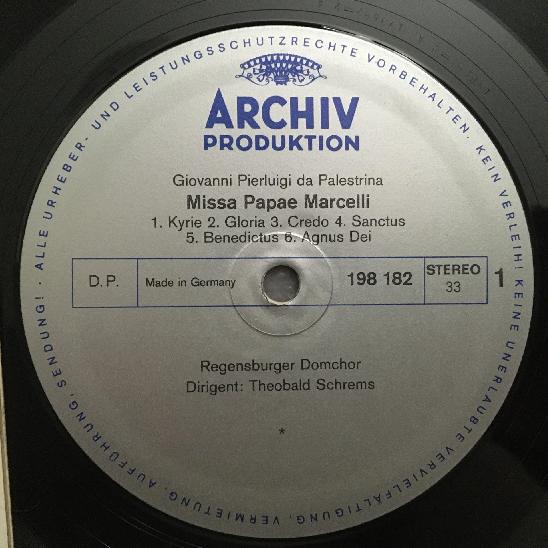 ALLE URHEBER- UND LEISTUNGSSCHUTZRECHTE VORBEHALTEN. KEIN VERLEIH! KEINE UNERLAUBTE VERVIELFÄLTIGUNG, VERMIETUNG, AUFFÜHRUNG, SENDUNG!
ARCHIV
PRODUKTION
Giovanni Pierluigi da Palestrina
Missa Papae Marcelli
1. Kyrie 2. Gloria 3. Credo 4. Sanctus
5. Benedictus 6. Agnus Dei
D. P. Made in Germany 198 182 STEREO 33 1
Regensburger Domchor
Dirigent: Theobald Schrems
*